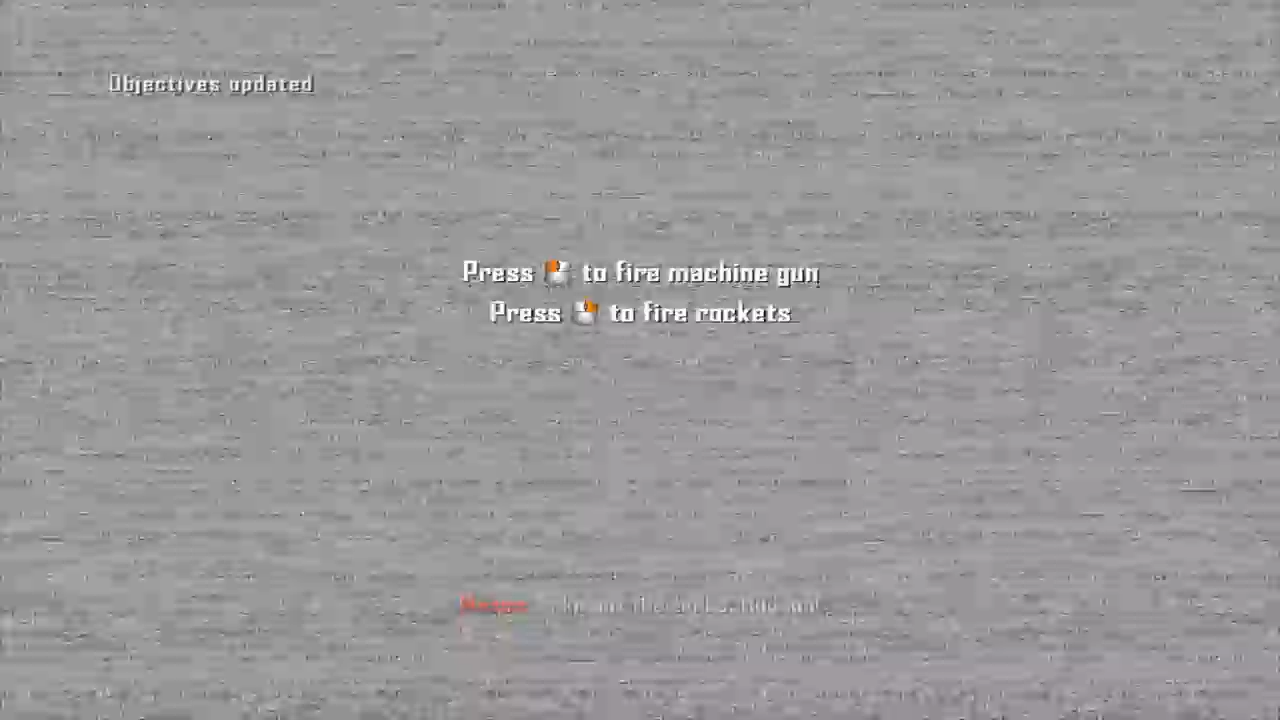 Objectives updated
Press to fire machine gun
Press to fire rockets